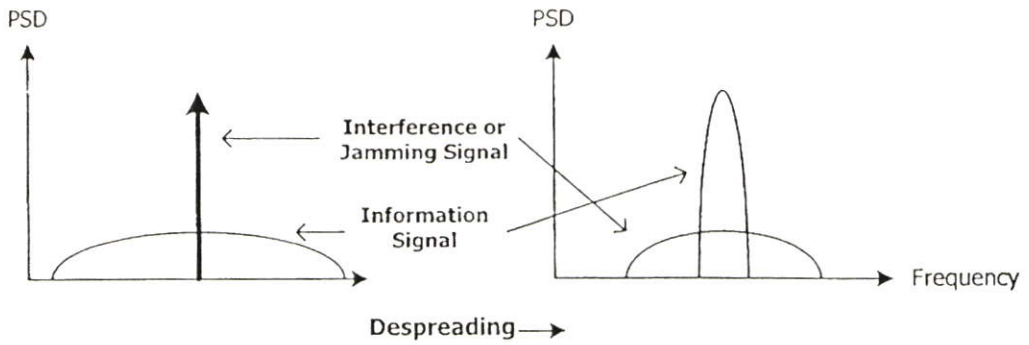 PSD
PSD
Interference or
Jamming Signal
Information
Signal
Frequency
Despreading